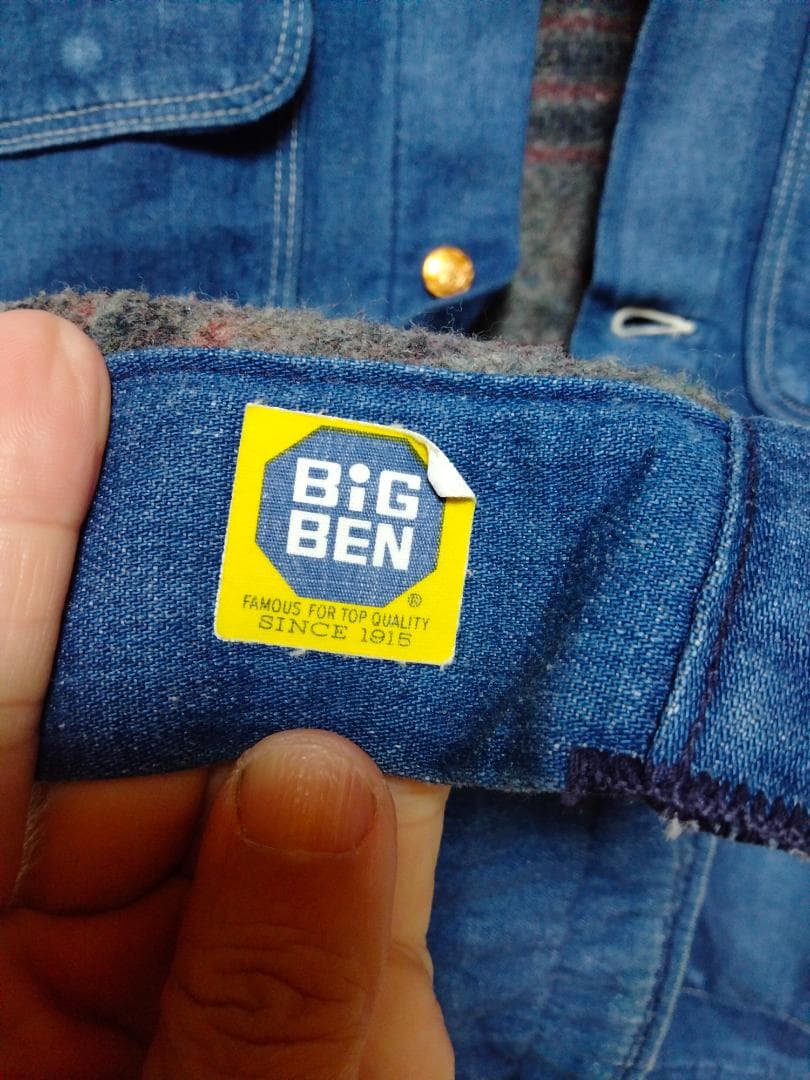 BiG
BEN
®
FAMOUS FOR TOP QUALITY
SINCE 1915